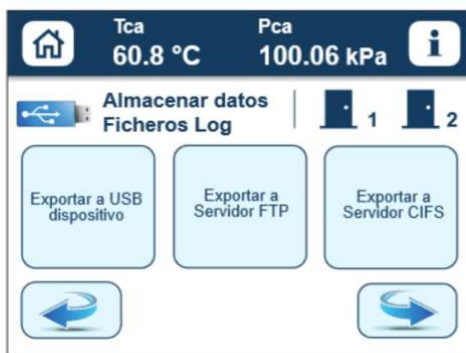 Tca
Pca
60.8 °C
100.06 kPa
i
Almacenar datos
Ficheros Log
1
2
Exportar a USB
dispositivo
Exportar a
Servidor FTP
Exportar a
Servidor CIFS